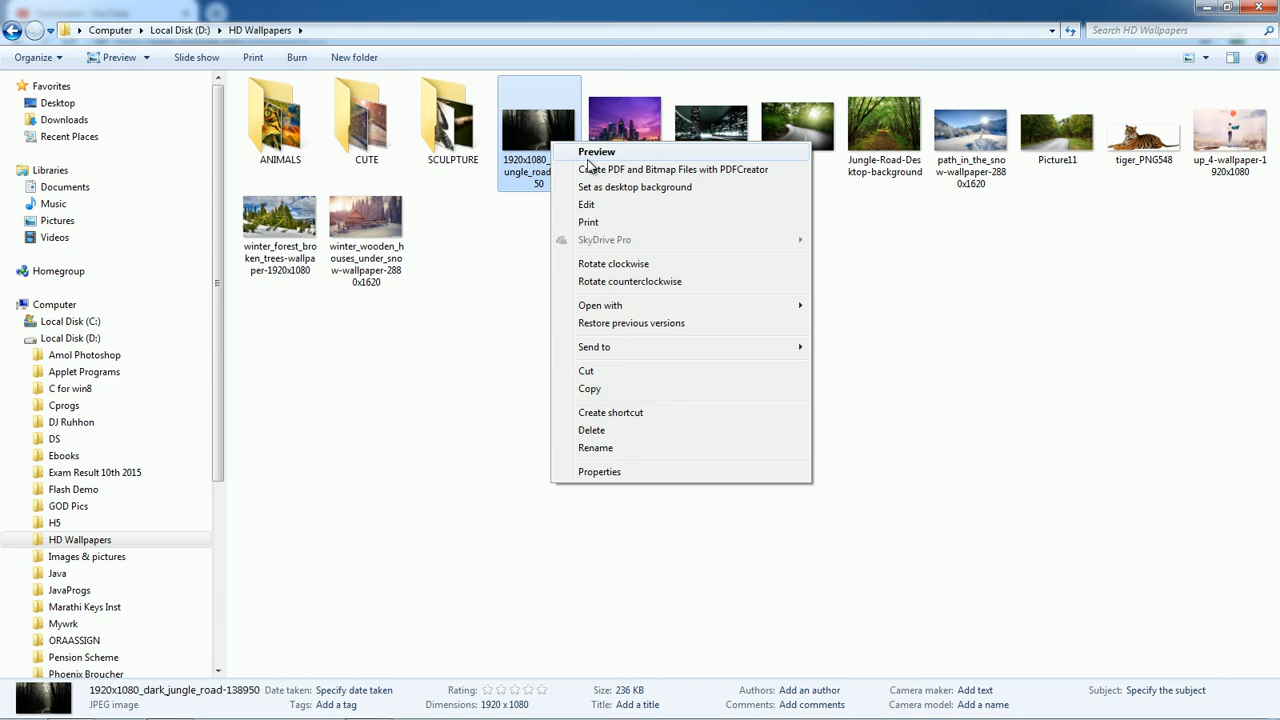 Computer Local Disk (D:) HD Wallpapers
Search HD Wallpapers
Organize Preview Slide show Print Burn New folder
Favorites
Desktop
Downloads
Recent Places
Libraries
Documents
Music
Pictures
Videos
Homegroup
Computer
Local Disk (C:)
Local Disk (D:)
Amol Photoshop
Applet Programs
C for win8
Cprogs
DJ Ruhhon
DS
Ebooks
Exam Result 10th 2015
Flash Demo
GOD Pics
H5
HD Wallpapers
Images & pictures
Java
JavaProgs
Marathi Keys Inst
Mywrk
ORAASSIGN
Pension Scheme
Phoenix Broucher
ANIMALS
CUTE
SCULPTURE
1920x1080_
ungle_road
50
Jungle-Road-Des
ktop-background
path_in_the_sno
w-wallpaper-288
0x1620
Picture11
tiger_PNG548
up_4-wallpaper-1
920x1080
winter_forest_bro
ken_trees-wallpa
per-1920x1080
winter_wooden_h
ouses_under_sno
w-wallpaper-288
0x1620
Preview
Create PDF and Bitmap Files with PDFCreator
Set as desktop background
Edit
Print
SkyDrive Pro
Rotate clockwise
Rotate counterclockwise
Open with
Restore previous versions
Send to
Cut
Copy
Create shortcut
Delete
Rename
Properties
1920x1080_dark_jungle_road-138950 Date taken: Specify date taken Rating: Size: 236 KB Authors: Add an author Camera maker: Add text Subject: Specify the subject
JPEG image Tags: Add a tag Dimensions: 1920 x 1080 Title: Add a title Comments: Add comments Camera model: Add a name